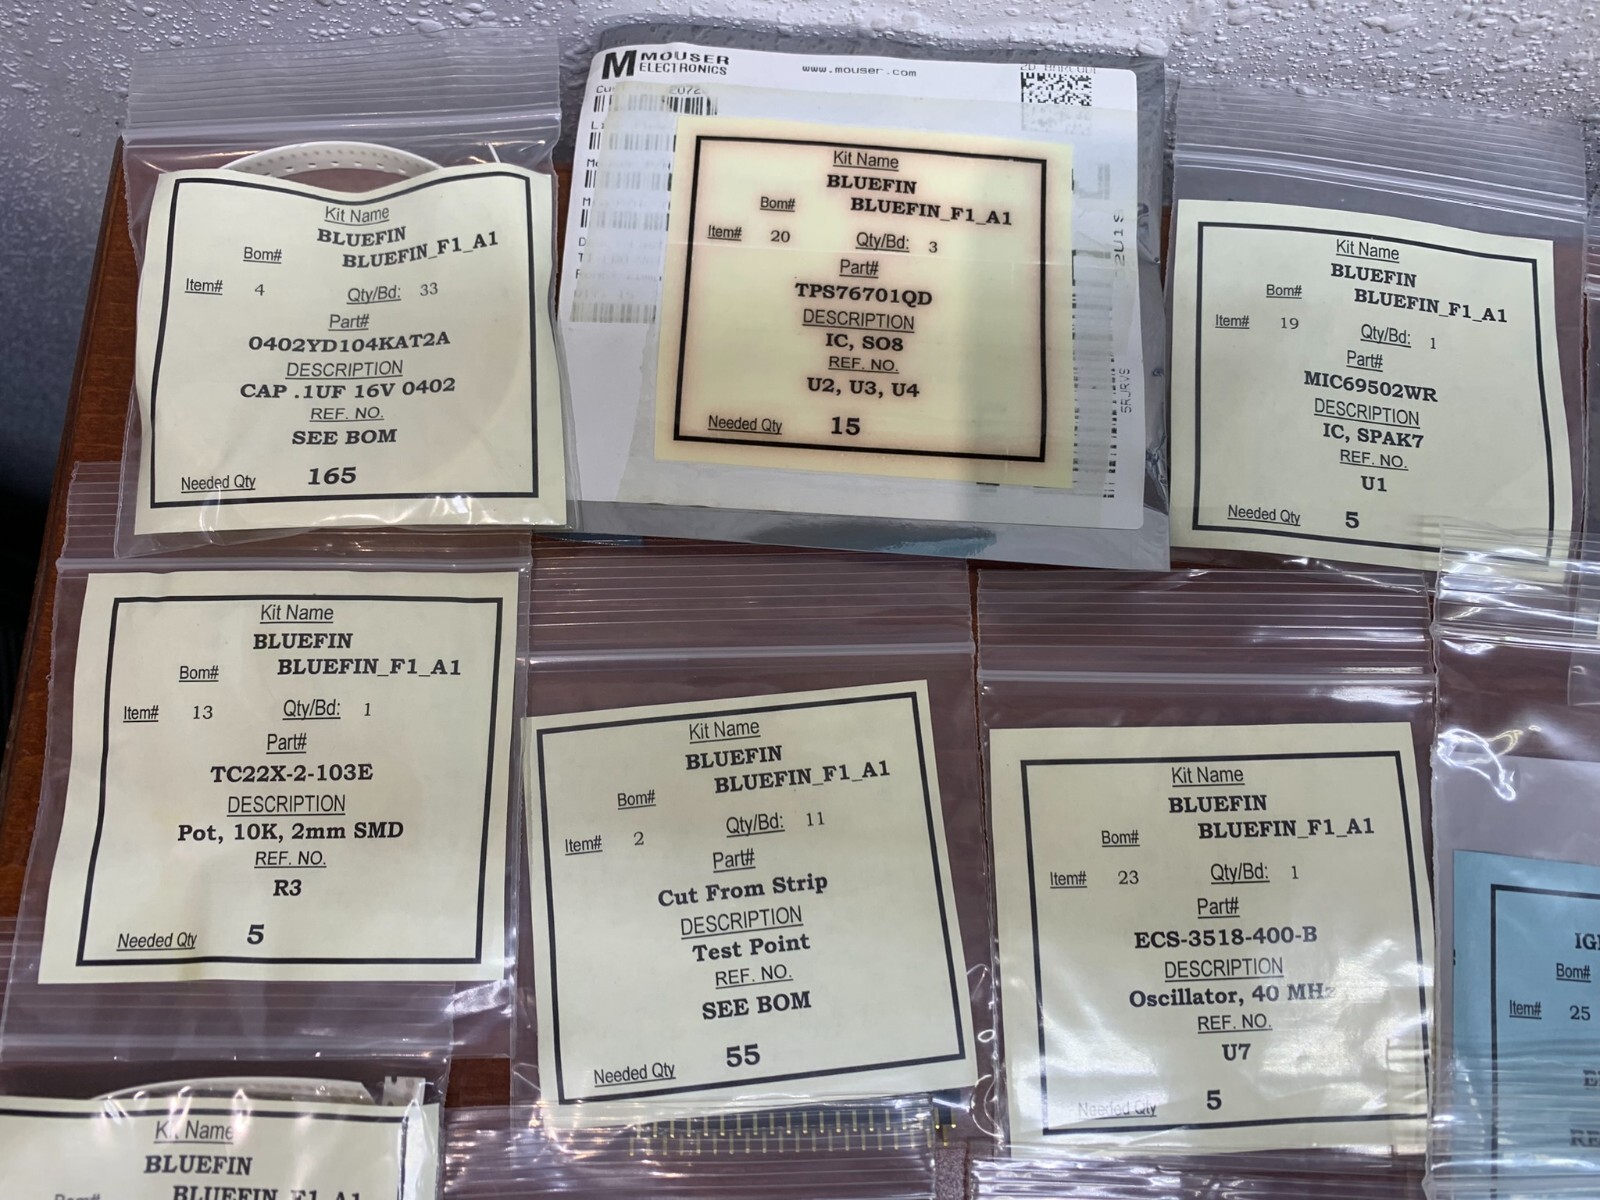 Kit Name
BLUEFIN
Bom# BLUEFIN_F1_A1
Item# 4 Qty/Bd: 33
Part#
0402YD104KAT2A
DESCRIPTION
CAP .1UF 16V 0402
REF. NO.
SEE BOM
Needed Qty 165
MOUSER
ELECTRONICS
www.mouser.com
2D BARCODE
Kit Name
BLUEFIN
Bom# BLUEFIN_F1_A1
Item# 20 Qty/Bd: 3
Part#
TPS76701QD
DESCRIPTION
IC, SO8
REF. NO.
U2, U3, U4
Needed Qty 15
Kit Name
BLUEFIN
Bom# BLUEFIN_F1_A1
Item# 19 Qty/Bd: 1
Part#
MIC69502WR
DESCRIPTION
IC, SPAK7
REF. NO.
U1
Needed Qty 5
Kit Name
BLUEFIN
Bom# BLUEFIN_F1_A1
Item# 13 Qty/Bd: 1
Part#
TC22X-2-103E
DESCRIPTION
Pot, 10K, 2mm SMD
REF. NO.
R3
Needed Qty 5
Kit Name
BLUEFIN
Bom# BLUEFIN_F1_A1
Item# 2 Qty/Bd: 11
Part#
Cut From Strip
DESCRIPTION
Test Point
REF. NO.
SEE BOM
Needed Qty 55
Kit Name
BLUEFIN
Bom# BLUEFIN_F1_A1
Item# 23 Qty/Bd: 1
Part#
ECS-3518-400-B
DESCRIPTION
Oscillator, 40 MHz
REF. NO.
U7
Needed Qty 5
Bom#
Item# 25
Kit Name
BLUEFIN
Bom# BLUEFIN_F1_A1